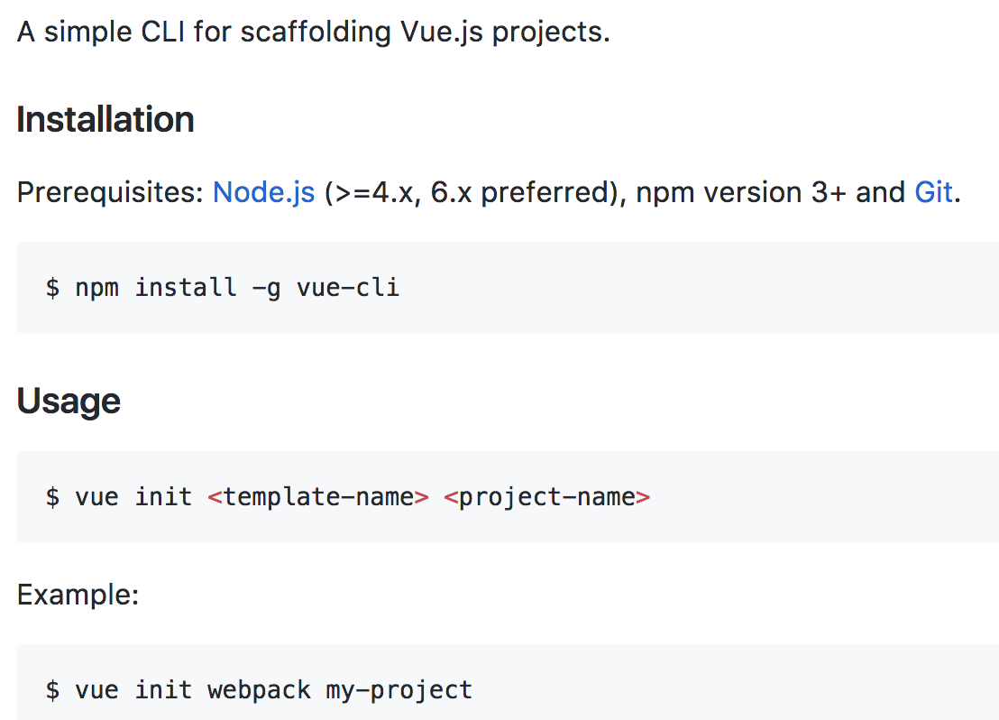 A simple CLI for scaffolding Vue.js projects.
Installation
Prerequisites: Node.js (>=4.x, 6.x preferred), npm version 3+ and Git.
$ npm install -g vue-cli
Usage
$ vue init <template-name> <project-name>
Example:
$ vue init webpack my-project